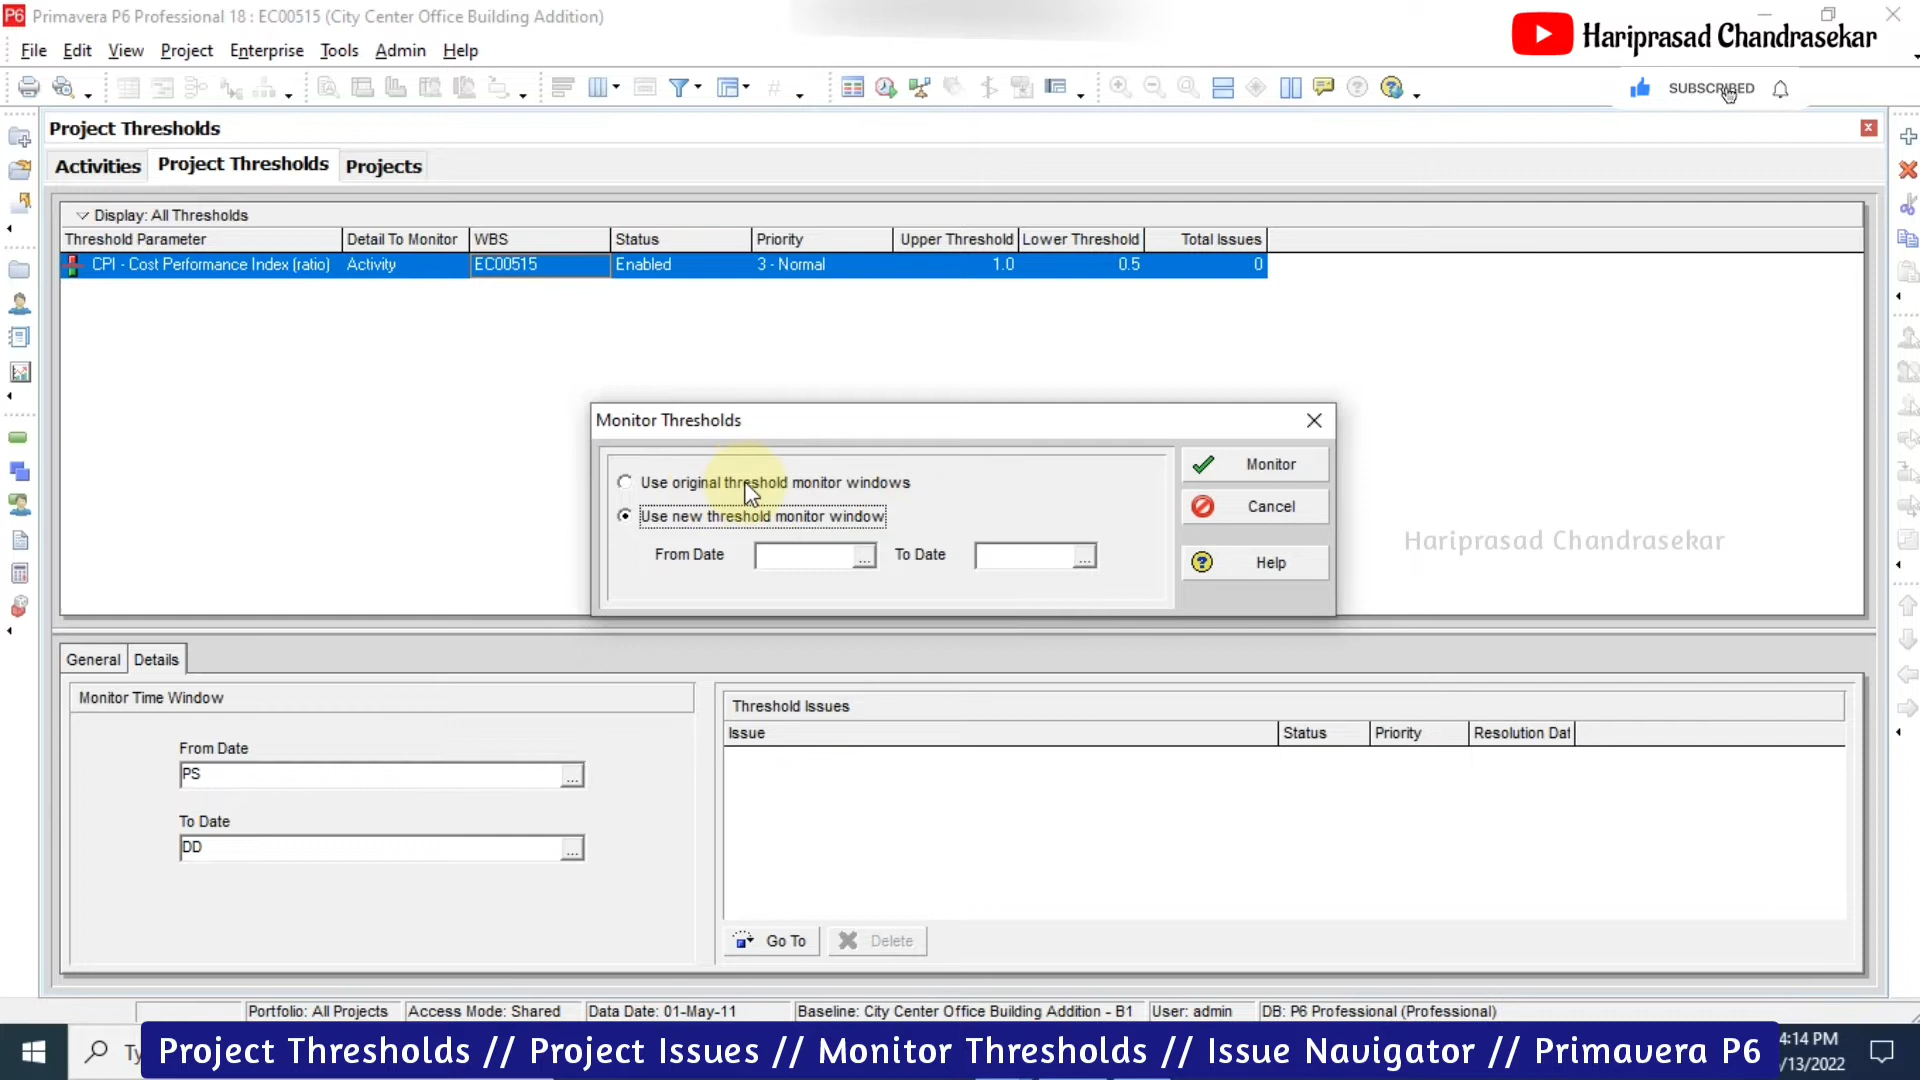 Primavera P6 Professional 18 : EC00515 (City Center Office Building Addition)
Hariprasad Chandrasekar
File Edit View Project Enterprise Tools Admin Help
SUBSCRIBED
Project Thresholds
Activities Project Thresholds Projects
Display: All Thresholds
Threshold Parameter Detail To Monitor WBS Status Priority Upper Threshold Lower Threshold Total Issues
CPI - Cost Performance Index (ratio) Activity EC00515 Enabled 3 - Normal 1.0 0.5 0
Monitor Thresholds
Use original threshold monitor windows
Monitor
Use new threshold monitor window
Cancel
From Date ... To Date ...
Help
Hariprasad Chandrasekar
General Details
Monitor Time Window
From Date
PS ...
To Date
DD ...
Threshold Issues
Issue Status Priority Resolution Dat
Go To Delete
Portfolio: All Projects Access Mode: Shared Data Date: 01-May-11 Baseline: City Center Office Building Addition - B1 User: admin DB: P6 Professional (Professional)
Project Thresholds // Project Issues // Monitor Thresholds // Issue Navigator // Primavera P6
4:14 PM
/13/2022